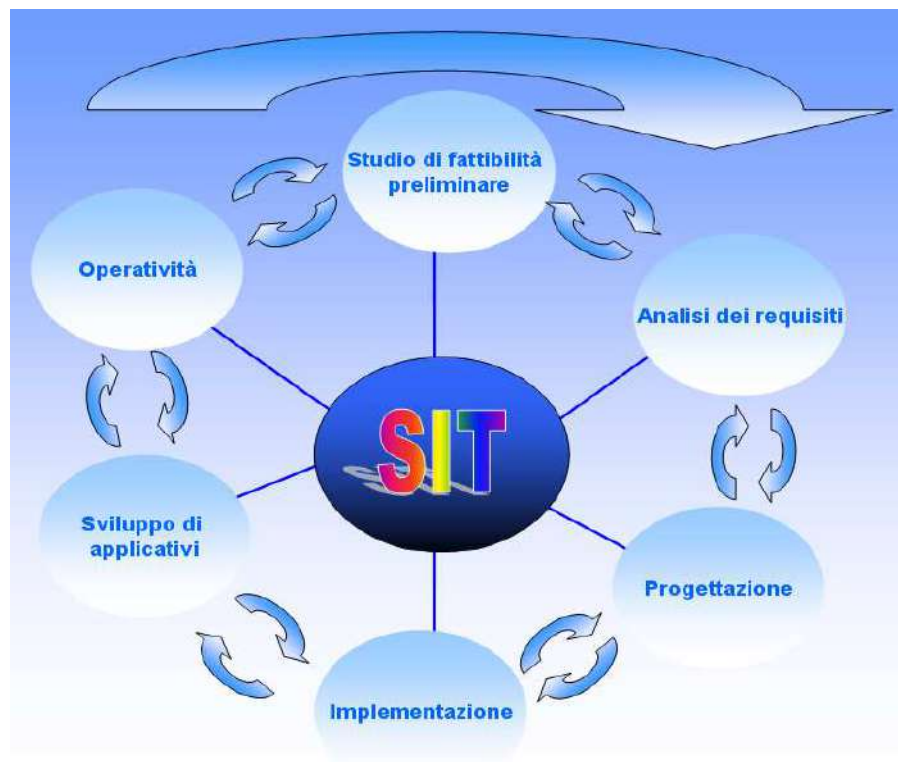 Studio di fattibilità
preliminare
Operatività
Analisi dei requisiti
SIT
Sviluppo di
applicativi
Progettazione
Implementazione